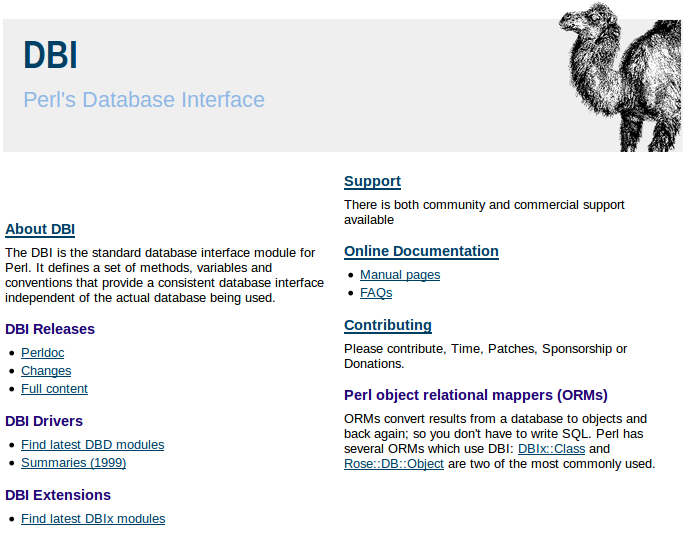 DBI
Perl's Database Interface
About DBI
The DBI is the standard database interface module for
Perl. It defines a set of methods, variables and
conventions that provide a consistent database interface
independent of the actual database being used.
DBI Releases
Perldoc
Changes
Full content
DBI Drivers
Find latest DBD modules
Summaries (1999)
DBI Extensions
Find latest DBIx modules
Support
There is both community and commercial support
available
Online Documentation
Manual pages
FAQs
Contributing
Please contribute, Time, Patches, Sponsorship or
Donations.
Perl object relational mappers (ORMs)
ORMs convert results from a database to objects and
back again; so you don't have to write SQL. Perl has
several ORMs which use DBI: DBIx::Class and
Rose::DB::Object are two of the most commonly used.